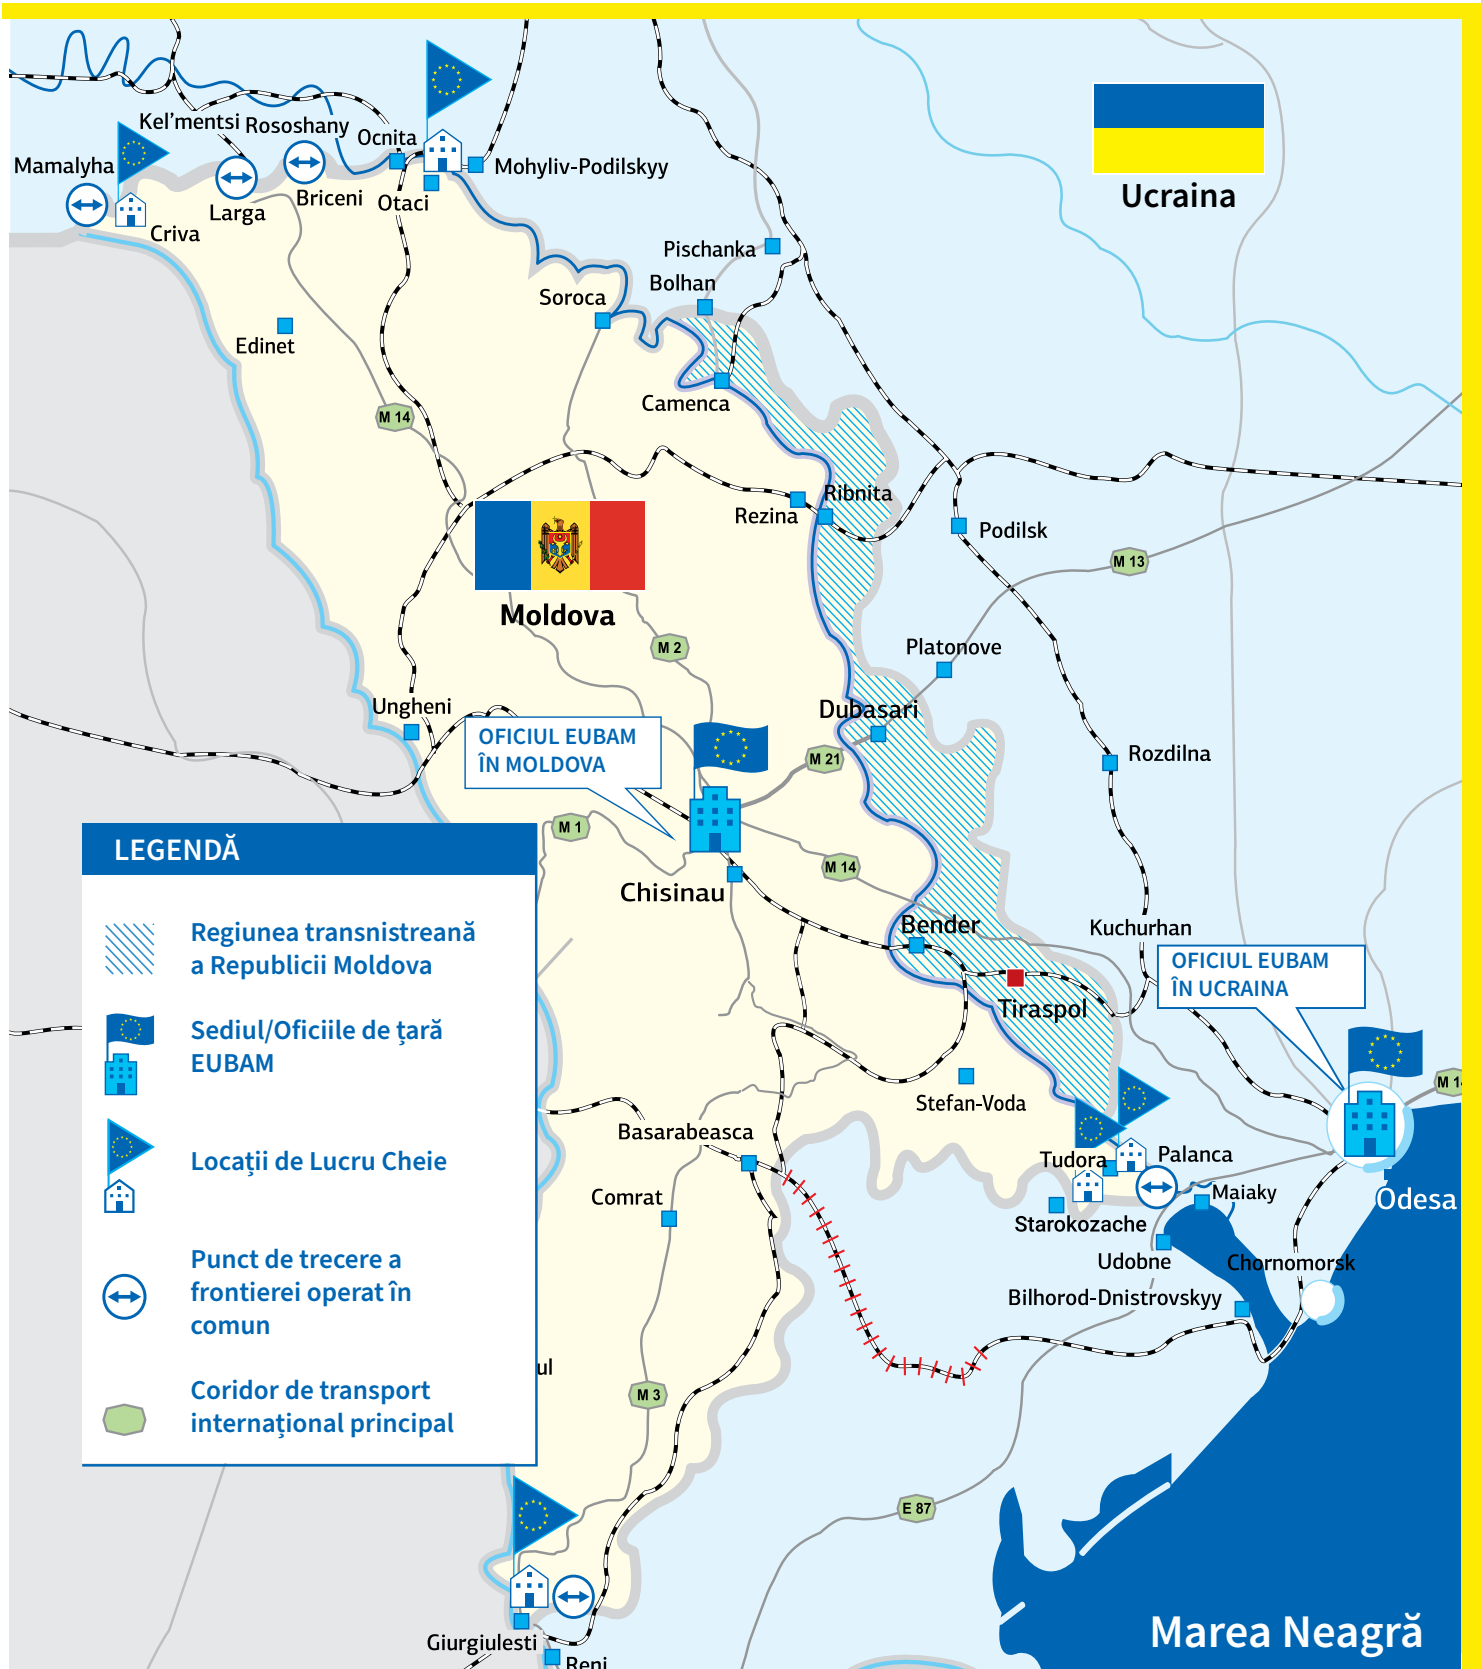 Kel’mentsi
Rososhany
Ocnita
Mamalyha
Mohyliv-Podilskyy
Briceni
Otaci
Larga
Criva
Ucraina
Pischanka
Bolhan
Soroca
Edinet
Camenca
M 14
Ribnita
Rezina
Podilsk
M 13
Moldova
M 2
Platonove
Ungheni
Dubasari
OFICIUL EUBAM
ÎN MOLDOVA
M 21
Rozdilna
M 1
M 14
Chisinau
Bender
Kuchurhan
OFICIUL EUBAM
ÎN UCRAINA
Tiraspol
M 14
Stefan-Voda
Basarabeasca
Tudora
Palanca
Comrat
Maiaky
Odesa
Starokozache
Udobne
Chornomorsk
Bilhorod-Dnistrovskyy
ul
M 3
E 87
Giurgiulesti
Reni
Marea Neagră
LEGENDĂ
Regiunea transnistreană
a Republicii Moldova
Sediul/Oficiile de țară
EUBAM
Locații de Lucru Cheie
Punct de trecere a
frontierei operat în
comun
Coridor de transport
internațional principal